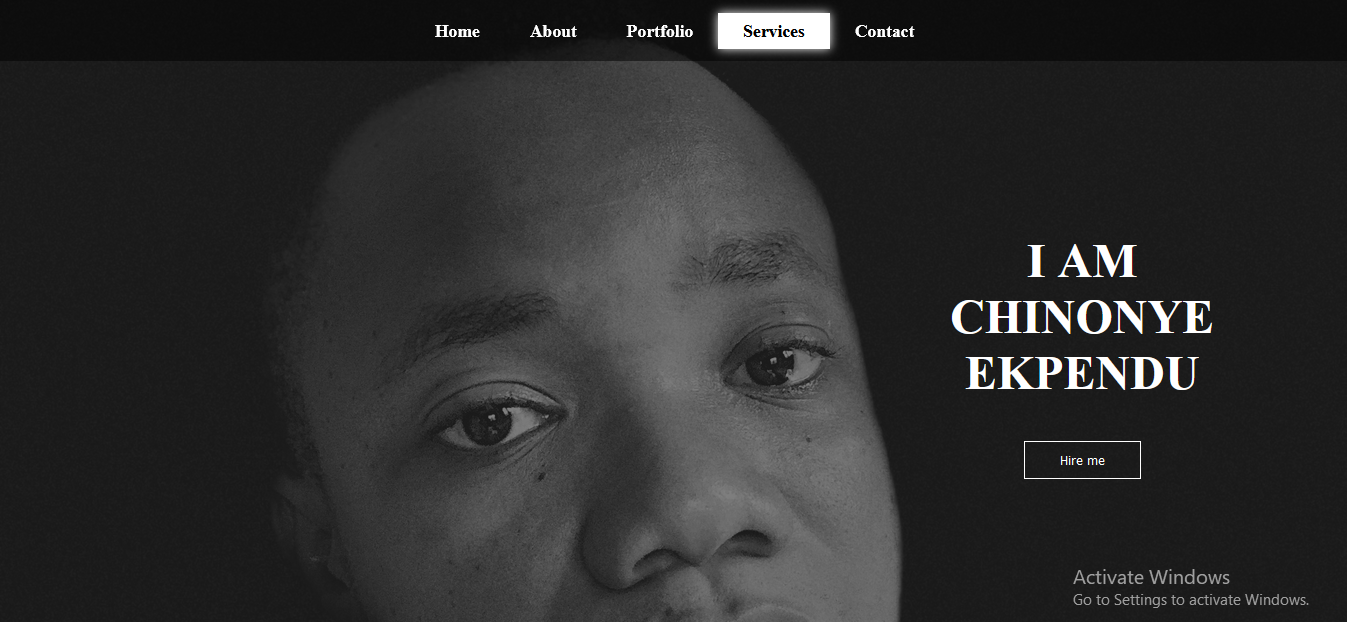 Home About Portfolio Services Contact
I AM
CHINONYE
EKPENDU
Hire me
Activate Windows
Go to Settings to activate Windows.